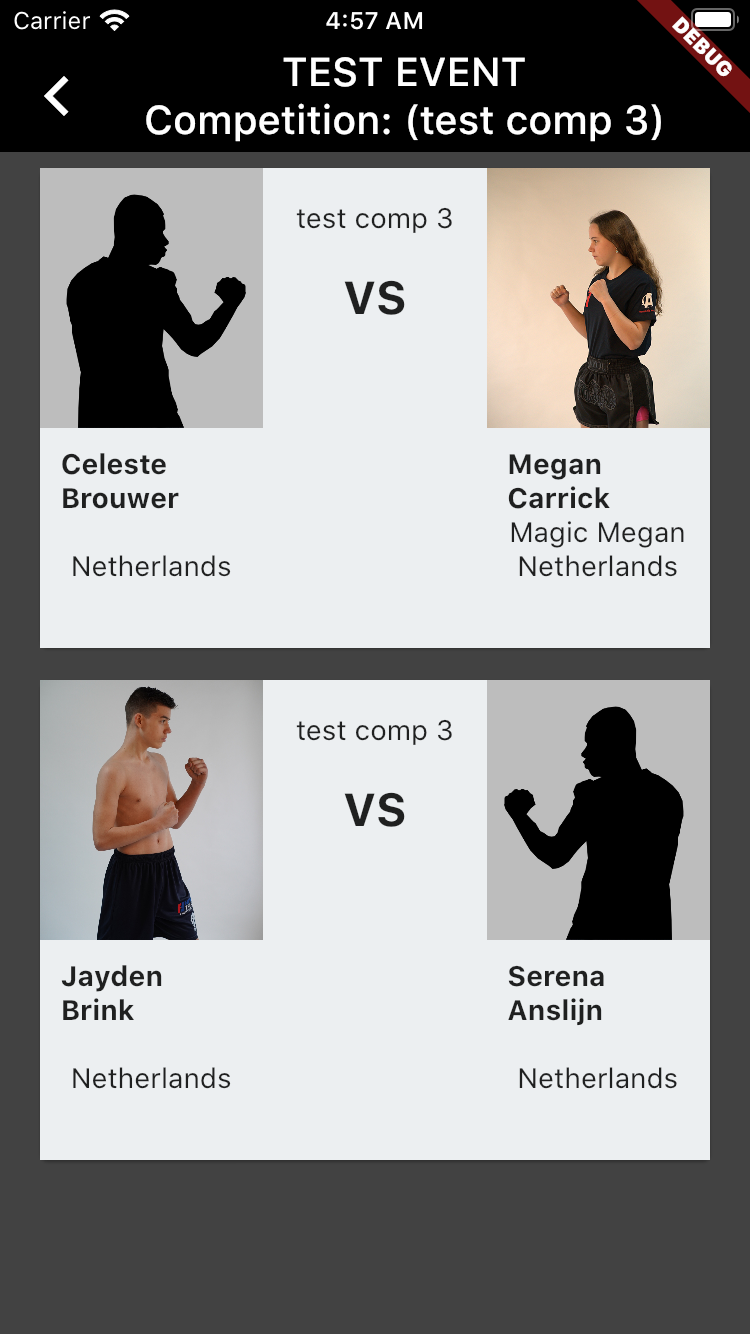 Carrier
4:57 AM
DEBUG
TEST EVENT
Competition: (test comp 3)
test comp 3
VS
Celeste
Brouwer
Netherlands
Megan
Carrick
Magic Megan
Netherlands
test comp 3
VS
Jayden
Brink
Netherlands
Serena
Anslijn
Netherlands